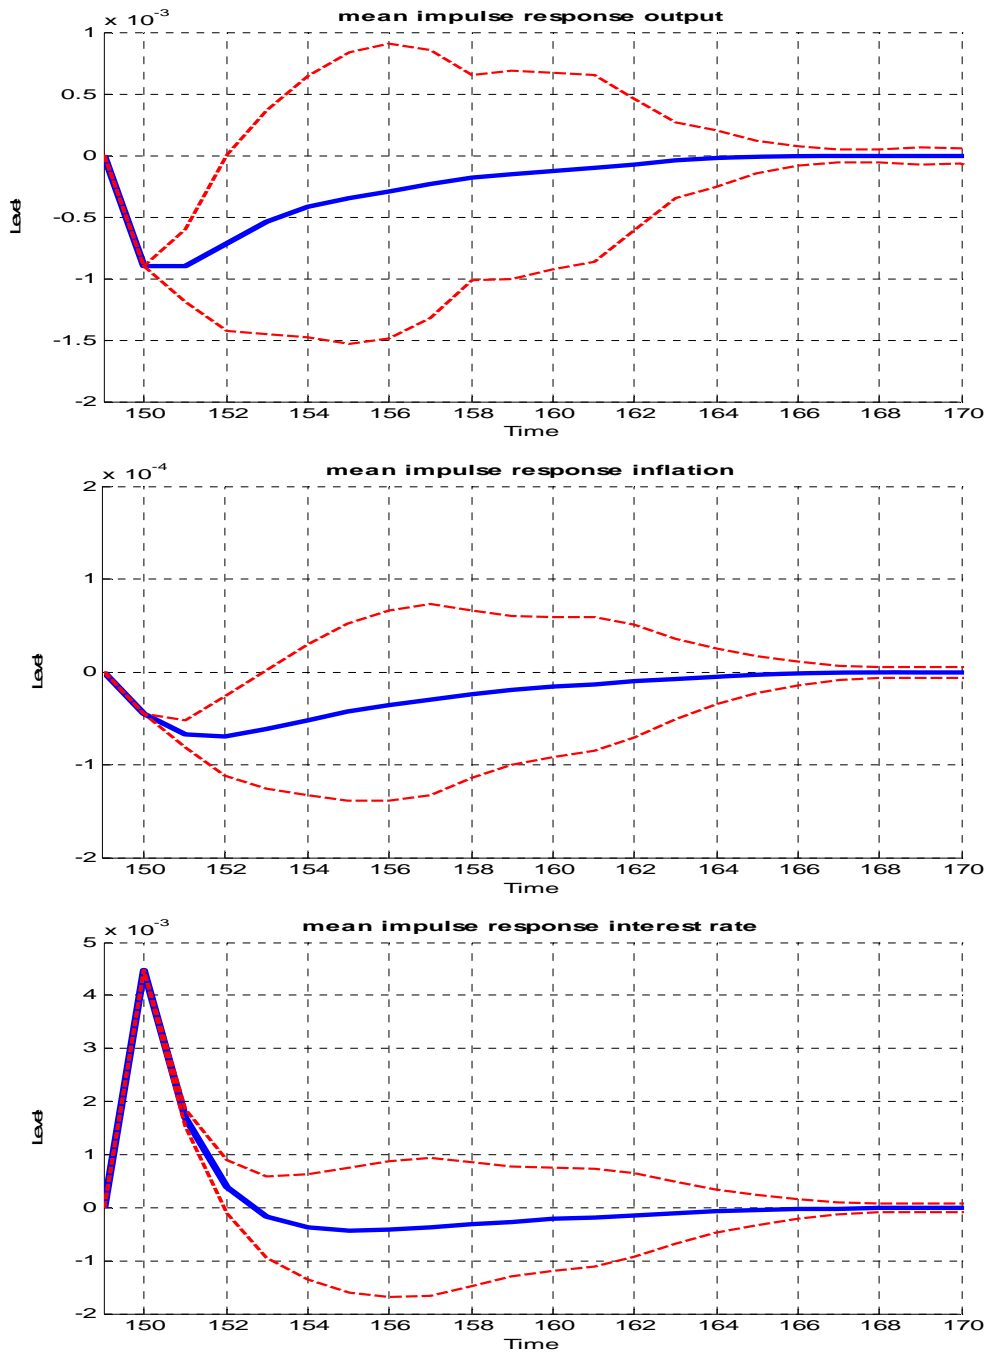 mean impulse response output
x 10-3
1
0.5
0
-0.5
-1
-1.5
-2
Level
150 152 154 156 158 160 162 164 166 168 170
Time
mean impulse response inflation
x 10-4
2
1
0
-1
-2
Level
150 152 154 156 158 160 162 164 166 168 170
Time
mean impulse response interest rate
x 10-3
5
4
3
2
1
0
-1
-2
Level
150 152 154 156 158 160 162 164 166 168 170
Time